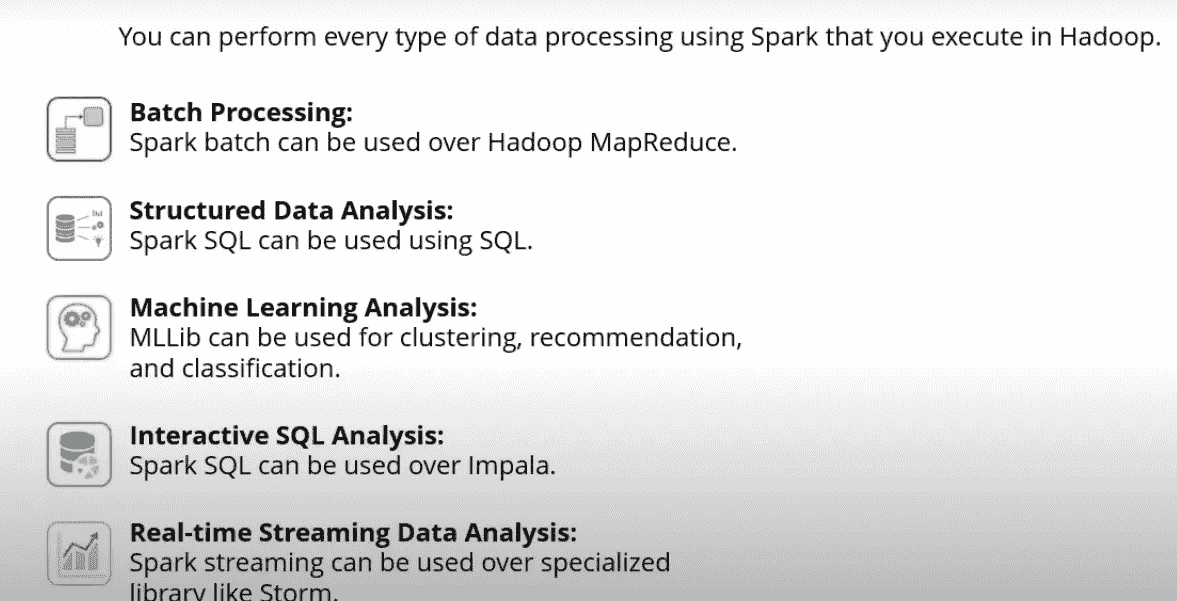 You can perform every type of data processing using Spark that you execute in Hadoop.
Batch Processing:
Spark batch can be used over Hadoop MapReduce.
Structured Data Analysis:
Spark SQL can be used using SQL.
Machine Learning Analysis:
MLLib can be used for clustering, recommendation,
and classification.
Interactive SQL Analysis:
Spark SQL can be used over Impala.
Real-time Streaming Data Analysis:
Spark streaming can be used over specialized
library like Storm.